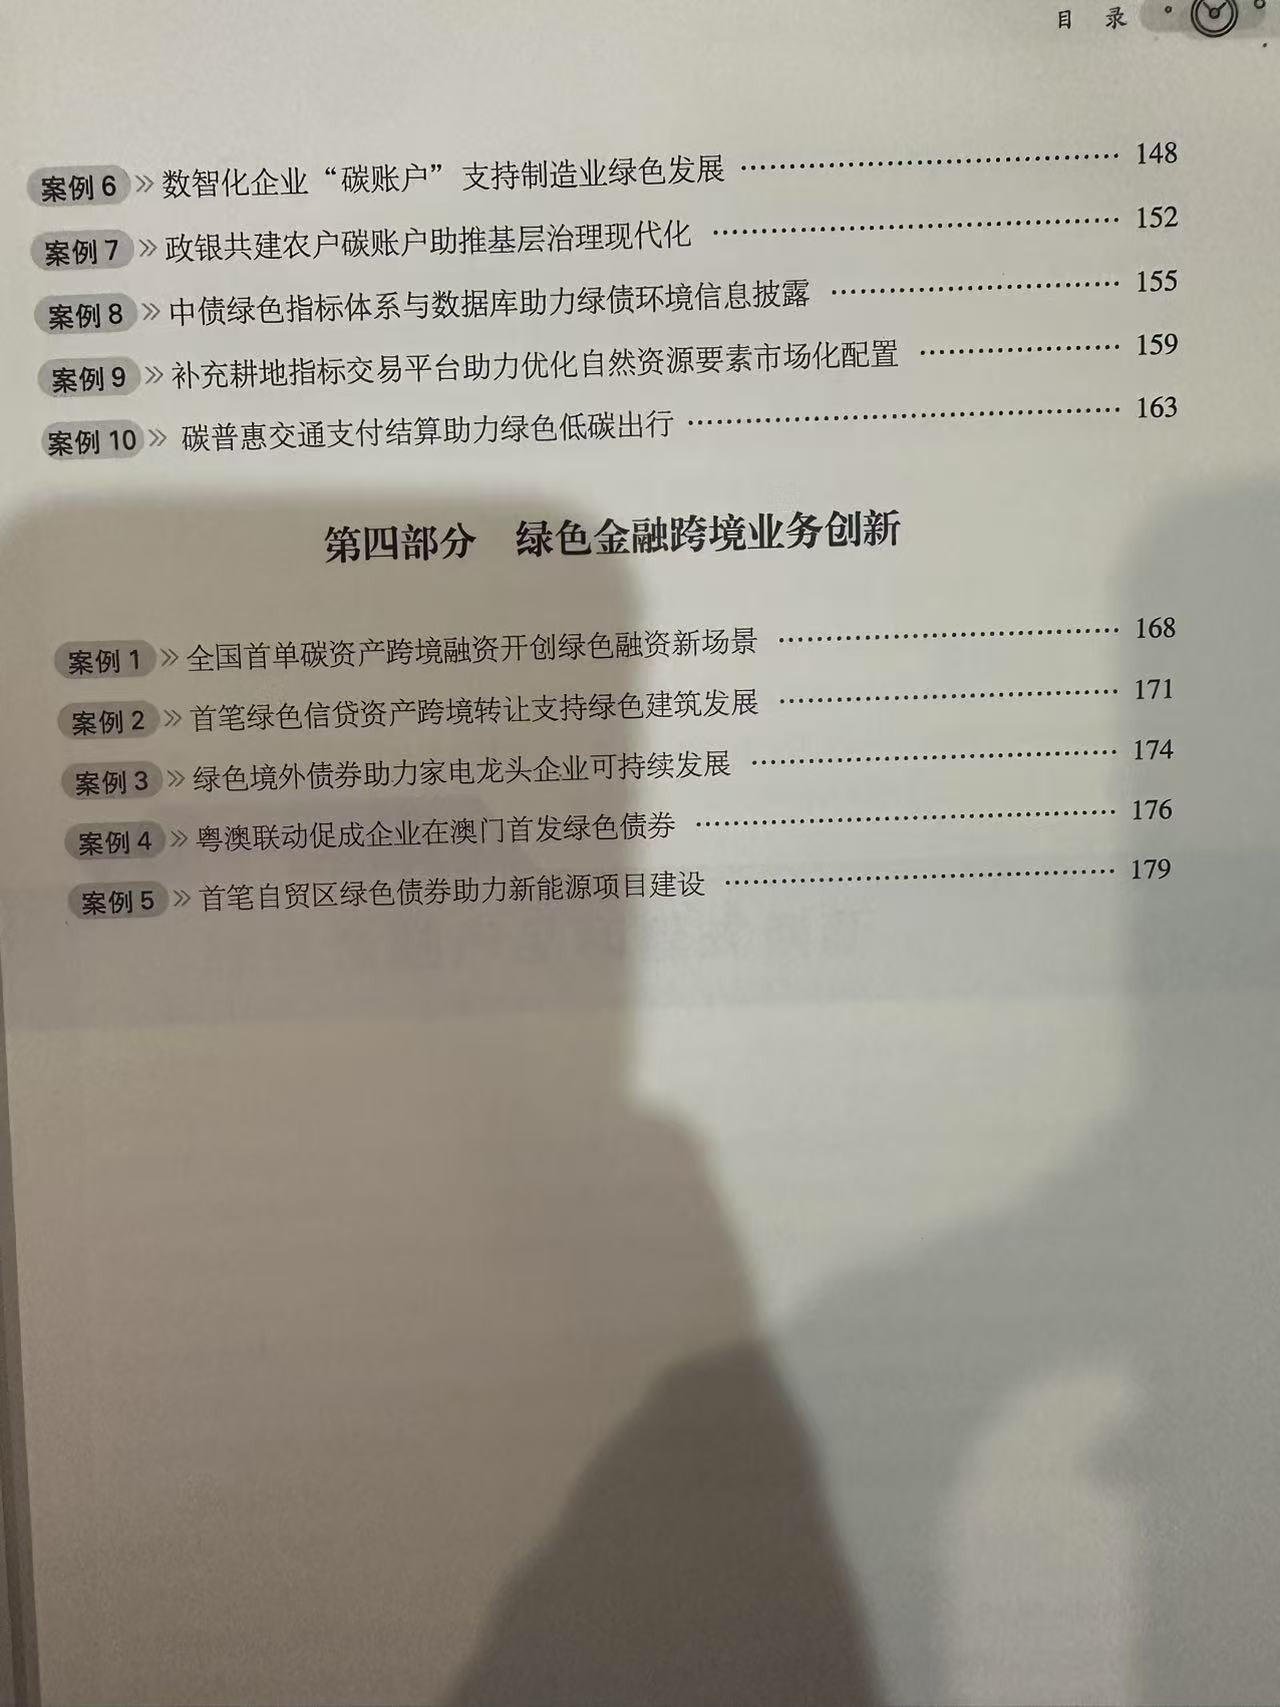 目 录
案例 6 » 数智化企业“碳账户”支持制造业绿色发展 …… 148
案例 7 » 政银共建农户碳账户助推基层治理现代化 …… 152
案例 8 » 中债绿色指标体系与数据库助力绿债环境信息披露 …… 155
案例 9 » 补充耕地指标交易平台助力优化自然资源要素市场化配置 …… 159
案例 10 » 碳普惠交通支付结算助力绿色低碳出行 …… 163
第四部分 绿色金融跨境业务创新
案例 1 » 全国首单碳资产跨境融资开创绿色融资新场景 …… 168
案例 2 » 首笔绿色信贷资产跨境转让支持绿色建筑发展 …… 171
案例 3 » 绿色境外债券助力家电龙头企业可持续发展 …… 174
案例 4 » 粤澳联动促成企业在澳门首发绿色债券 …… 176
案例 5 » 首笔自贸区绿色债券助力新能源项目建设 …… 179